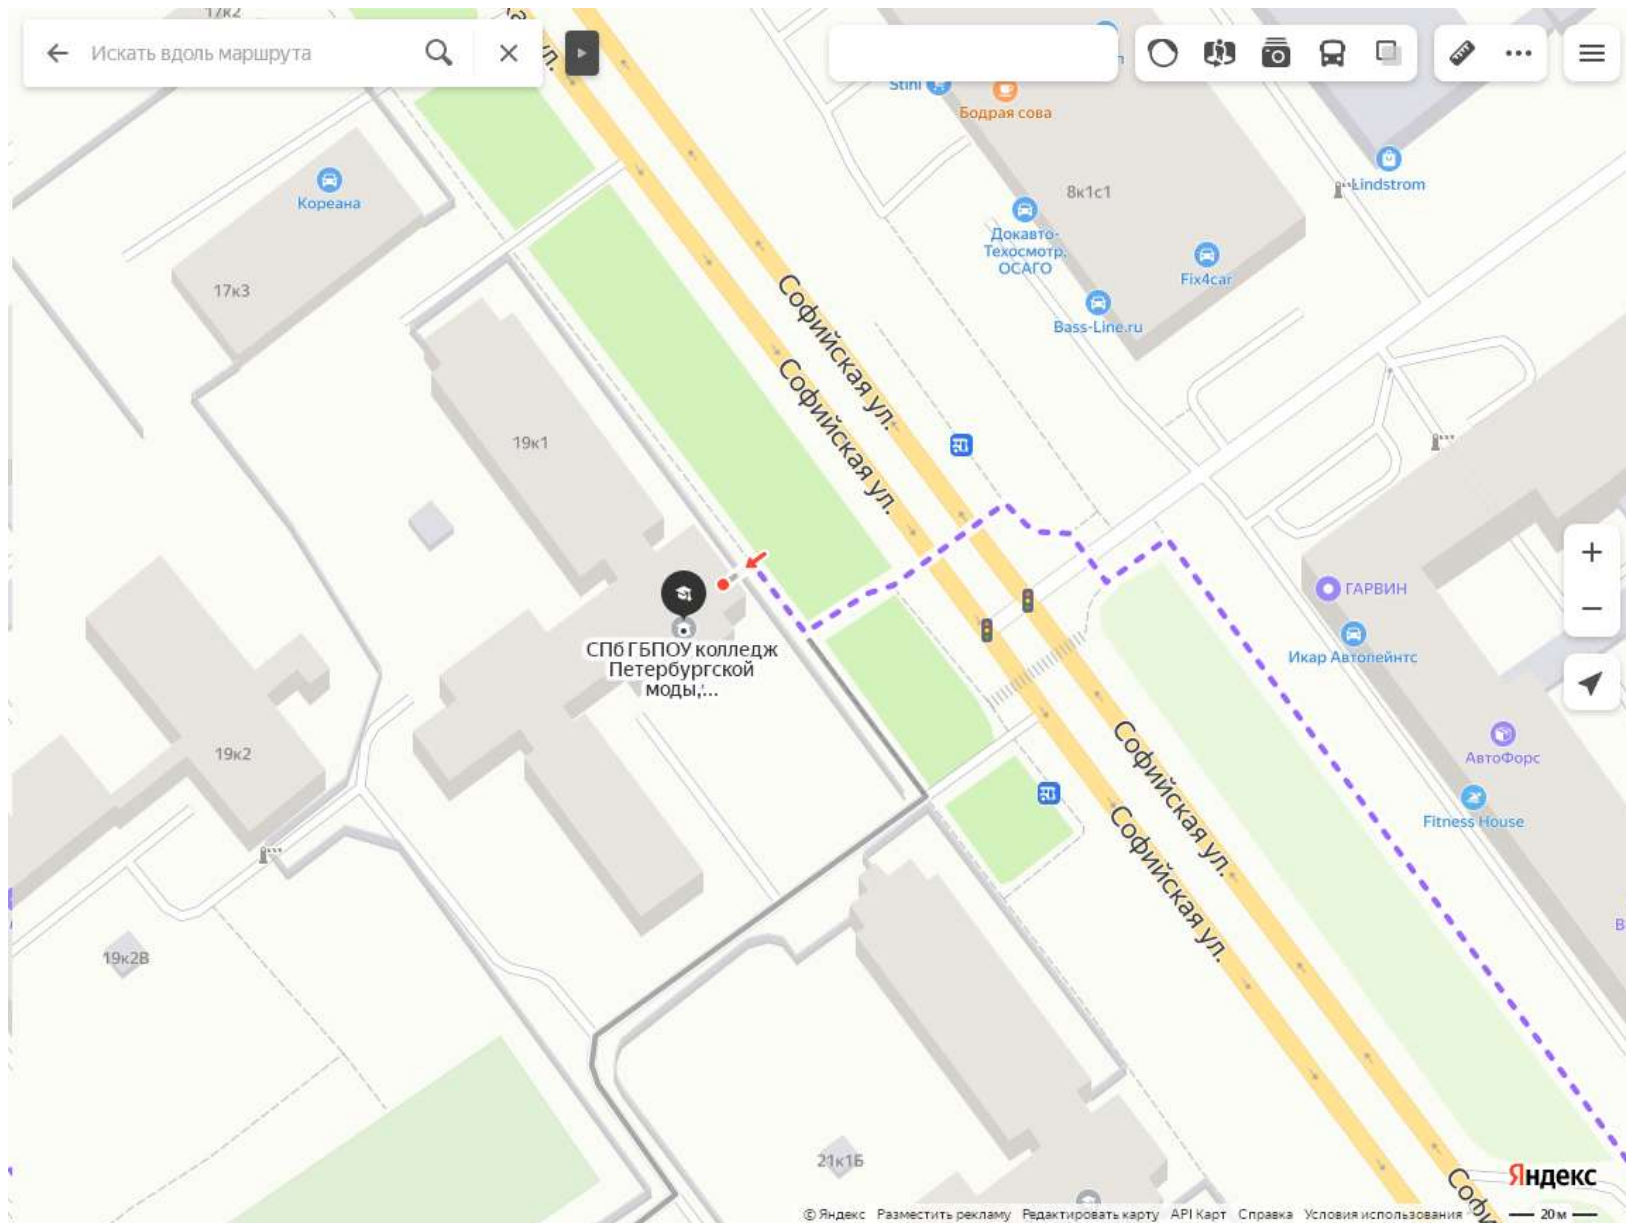 17к2
Искать вдоль маршрута
Stihl
Бодрая сова
Lindstrom
8к1с1
Кореана
Докавто-
Техосмотр,
ОСАГО
Fix4car
17к3
Bass-Line.ru
Софийская ул.
Софийская ул.
19к1
ГАРВИН
СПб ГБПОУ колледж
Петербургской
моды,...
Икар Автопейнтс
19к2
АвтоФорс
Софийская ул.
Софийская ул.
Fitness House
19к2В
В
21к1Б
Яндекс
Софи
© Яндекс Разместить рекламу Редактировать карту API Карт Справка Условия использования 20 м